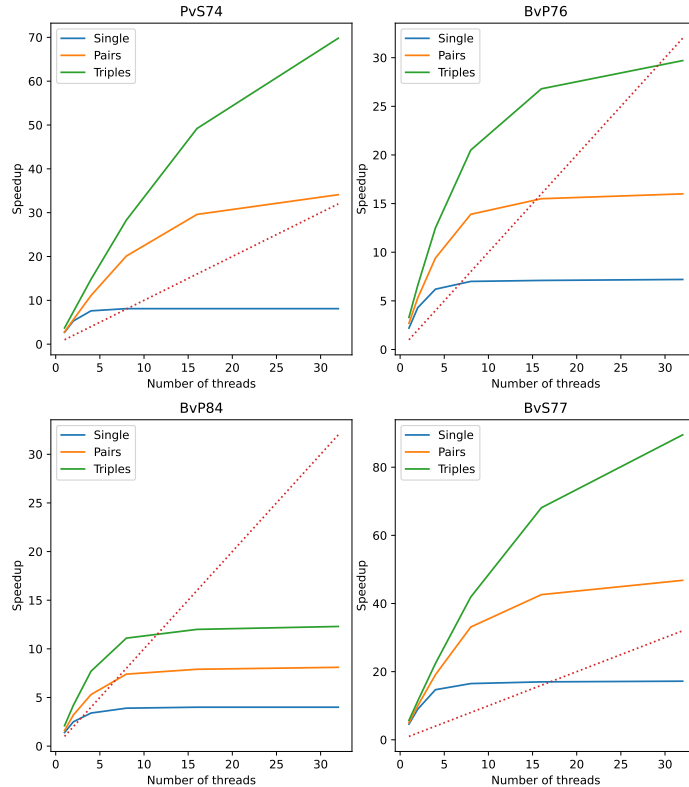 PvS74
Single
Pairs
Triples
Speedup
70
60
50
40
30
20
10
0
0 5 10 15 20 25 30
Number of threads
BvP76
Single
Pairs
Triples
Speedup
30
25
20
15
10
5
0
0 5 10 15 20 25 30
Number of threads
BvP84
Single
Pairs
Triples
Speedup
30
25
20
15
10
5
0
0 5 10 15 20 25 30
Number of threads
BvS77
Single
Pairs
Triples
Speedup
80
60
40
20
0
0 5 10 15 20 25 30
Number of threads